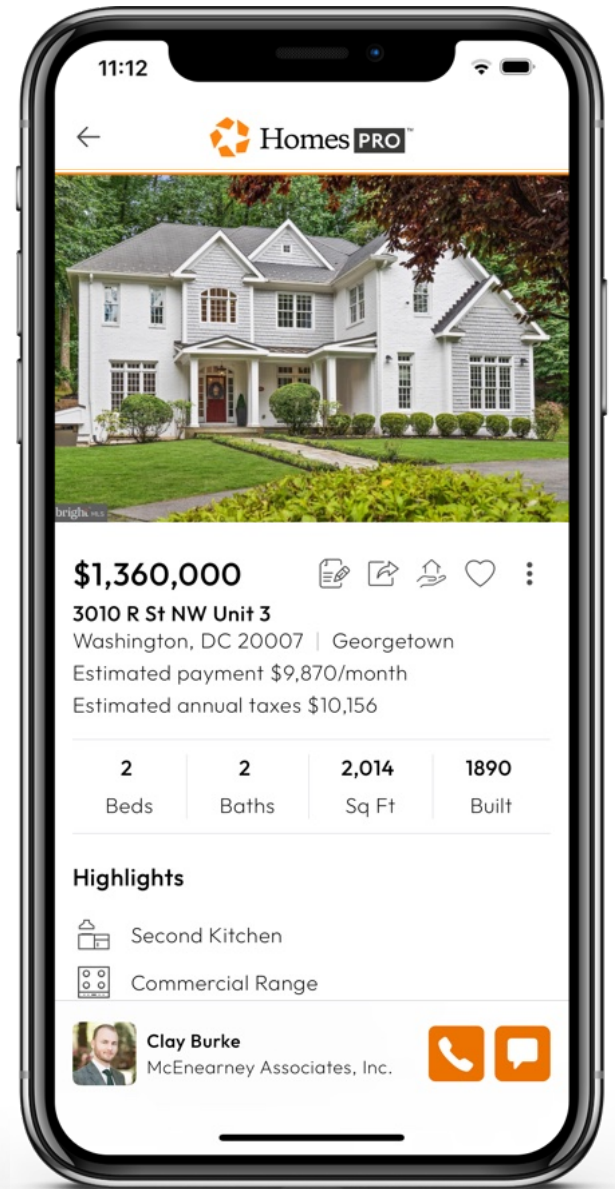 11:12
Homes PRO™
bright MLS
$1,360,000
3010 R St NW Unit 3
Washington, DC 20007 | Georgetown
Estimated payment $9,870/month
Estimated annual taxes $10,156
2 2 2,014 1890
Beds Baths Sq Ft Built
Highlights
Second Kitchen
Commercial Range
Clay Burke
McEnearney Associates, Inc.